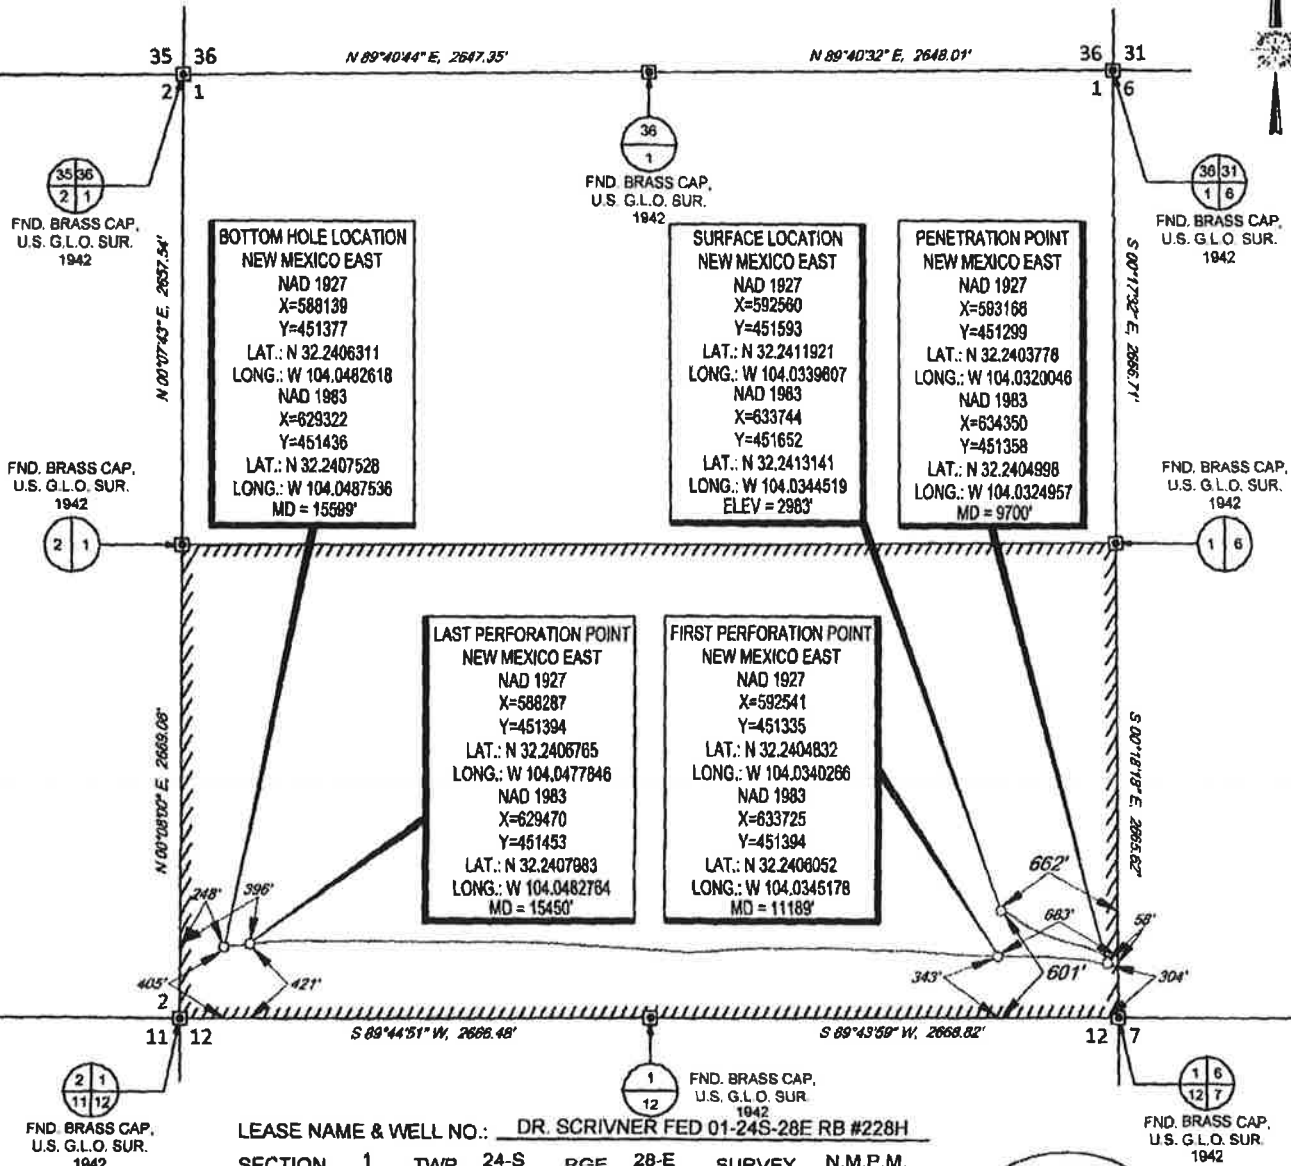 35 36
N 89°40'44" E, 2647.35'
N 89°40'32" E, 2648.01'
36 31
N
2 1
1 6
35 36
2 1
FND. BRASS CAP,
U.S. G.L.O. SUR.
1942
36
1
FND. BRASS CAP,
U.S. G.L.O. SUR.
1942
36 31
1 6
FND. BRASS CAP,
U.S. G.L.O. SUR.
1942
N 00°07'43" E, 2657.54'
S 00°17'32" E, 2666.71'
BOTTOM HOLE LOCATION
NEW MEXICO EAST
NAD 1927
X=588139
Y=451377
LAT.: N 32.2406311
LONG.: W 104.0482618
NAD 1983
X=629322
Y=451436
LAT.: N 32.2407528
LONG.: W 104.0487536
MD = 15599'
SURFACE LOCATION
NEW MEXICO EAST
NAD 1927
X=592560
Y=451593
LAT.: N 32.2411921
LONG.: W 104.0339607
NAD 1983
X=633744
Y=451652
LAT.: N 32.2413141
LONG.: W 104.0344519
ELEV = 2983'
PENETRATION POINT
NEW MEXICO EAST
NAD 1927
X=593166
Y=451299
LAT.: N 32.2403778
LONG.: W 104.0320046
NAD 1983
X=634350
Y=451358
LAT.: N 32.2404998
LONG.: W 104.0324957
MD = 9700'
FND. BRASS CAP,
U.S. G.L.O. SUR.
1942
2 1
FND. BRASS CAP,
U.S. G.L.O. SUR.
1942
1 6
LAST PERFORATION POINT
NEW MEXICO EAST
NAD 1927
X=588287
Y=451394
LAT.: N 32.2406765
LONG.: W 104.0477846
NAD 1983
X=629470
Y=451453
LAT.: N 32.2407983
LONG.: W 104.0482764
MD = 15450'
FIRST PERFORATION POINT
NEW MEXICO EAST
NAD 1927
X=592541
Y=451335
LAT.: N 32.2404832
LONG.: W 104.0340266
NAD 1983
X=633725
Y=451394
LAT.: N 32.2406052
LONG.: W 104.0345178
MD = 11189'
N 00°08'00" E, 2669.06'
S 00°18'18" E, 2665.62'
248'
396'
662'
683'
58'
405'
421'
343'
601'
304'
2
11 12
S 89°44'51" W, 2666.48'
S 89°43'59" W, 2668.62'
12 7
2 1
11 12
FND. BRASS CAP,
U.S. G.L.O. SUR.
1942
1
12
FND. BRASS CAP,
U.S. G.L.O. SUR.
1942
1 6
12 7
FND. BRASS CAP,
U.S. G.L.O. SUR.
1942
LEASE NAME & WELL NO.: DR. SCRIVNER FED 01-24S-28E RB #228H
SECTION 1 TWP 24-S RGE 28-E SURVEY N.M.P.M.